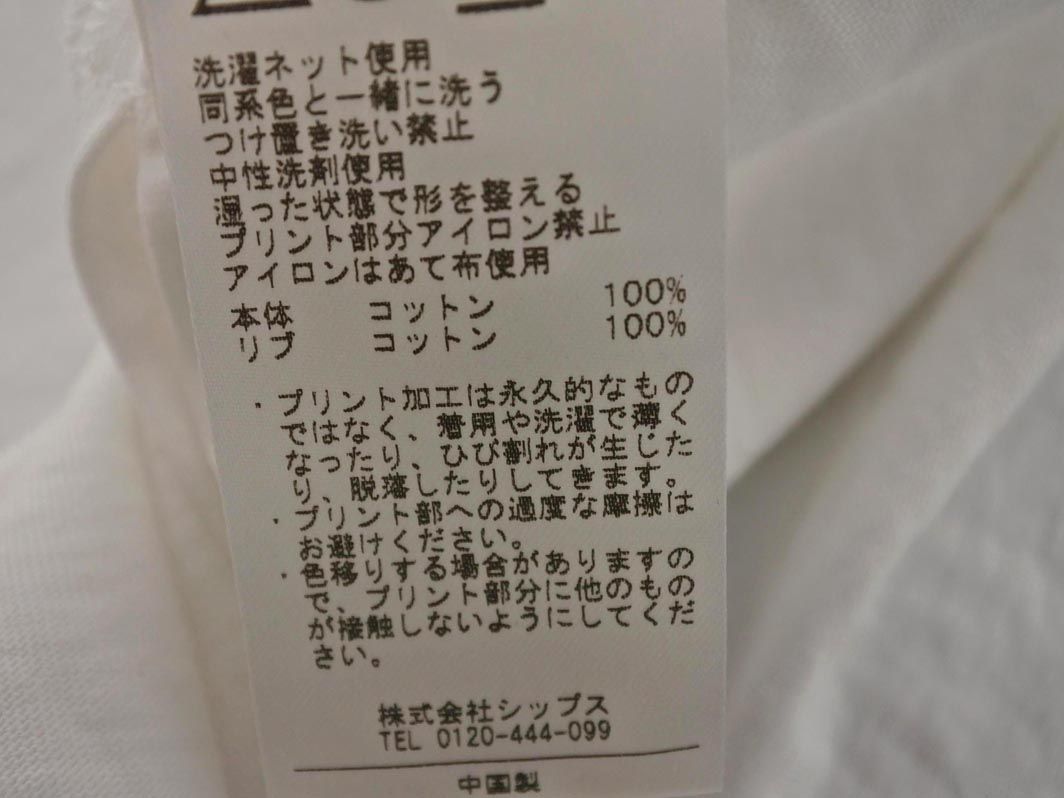 洗濯ネット使用
同系色と一緒に洗う
つけ置き洗い禁止
中性洗剤使用
湿った状態で形を整える
プリント部分アイロン禁止
アイロンはあて布使用
本体 コットン 100%
リブ コットン 100%
・プリント加工は永久的なもの
ではなく、着用や洗濯で薄く
なったり、ひび割れが生じた
り、脱落したりしてきます。
・プリント部への過度な摩擦は
お避けください。
・色移りする場合がありますの
で、プリント部分に他のもの
が接触しないようにしてくだ
さい。
株式会社シップス
TEL 0120-444-099
中国製